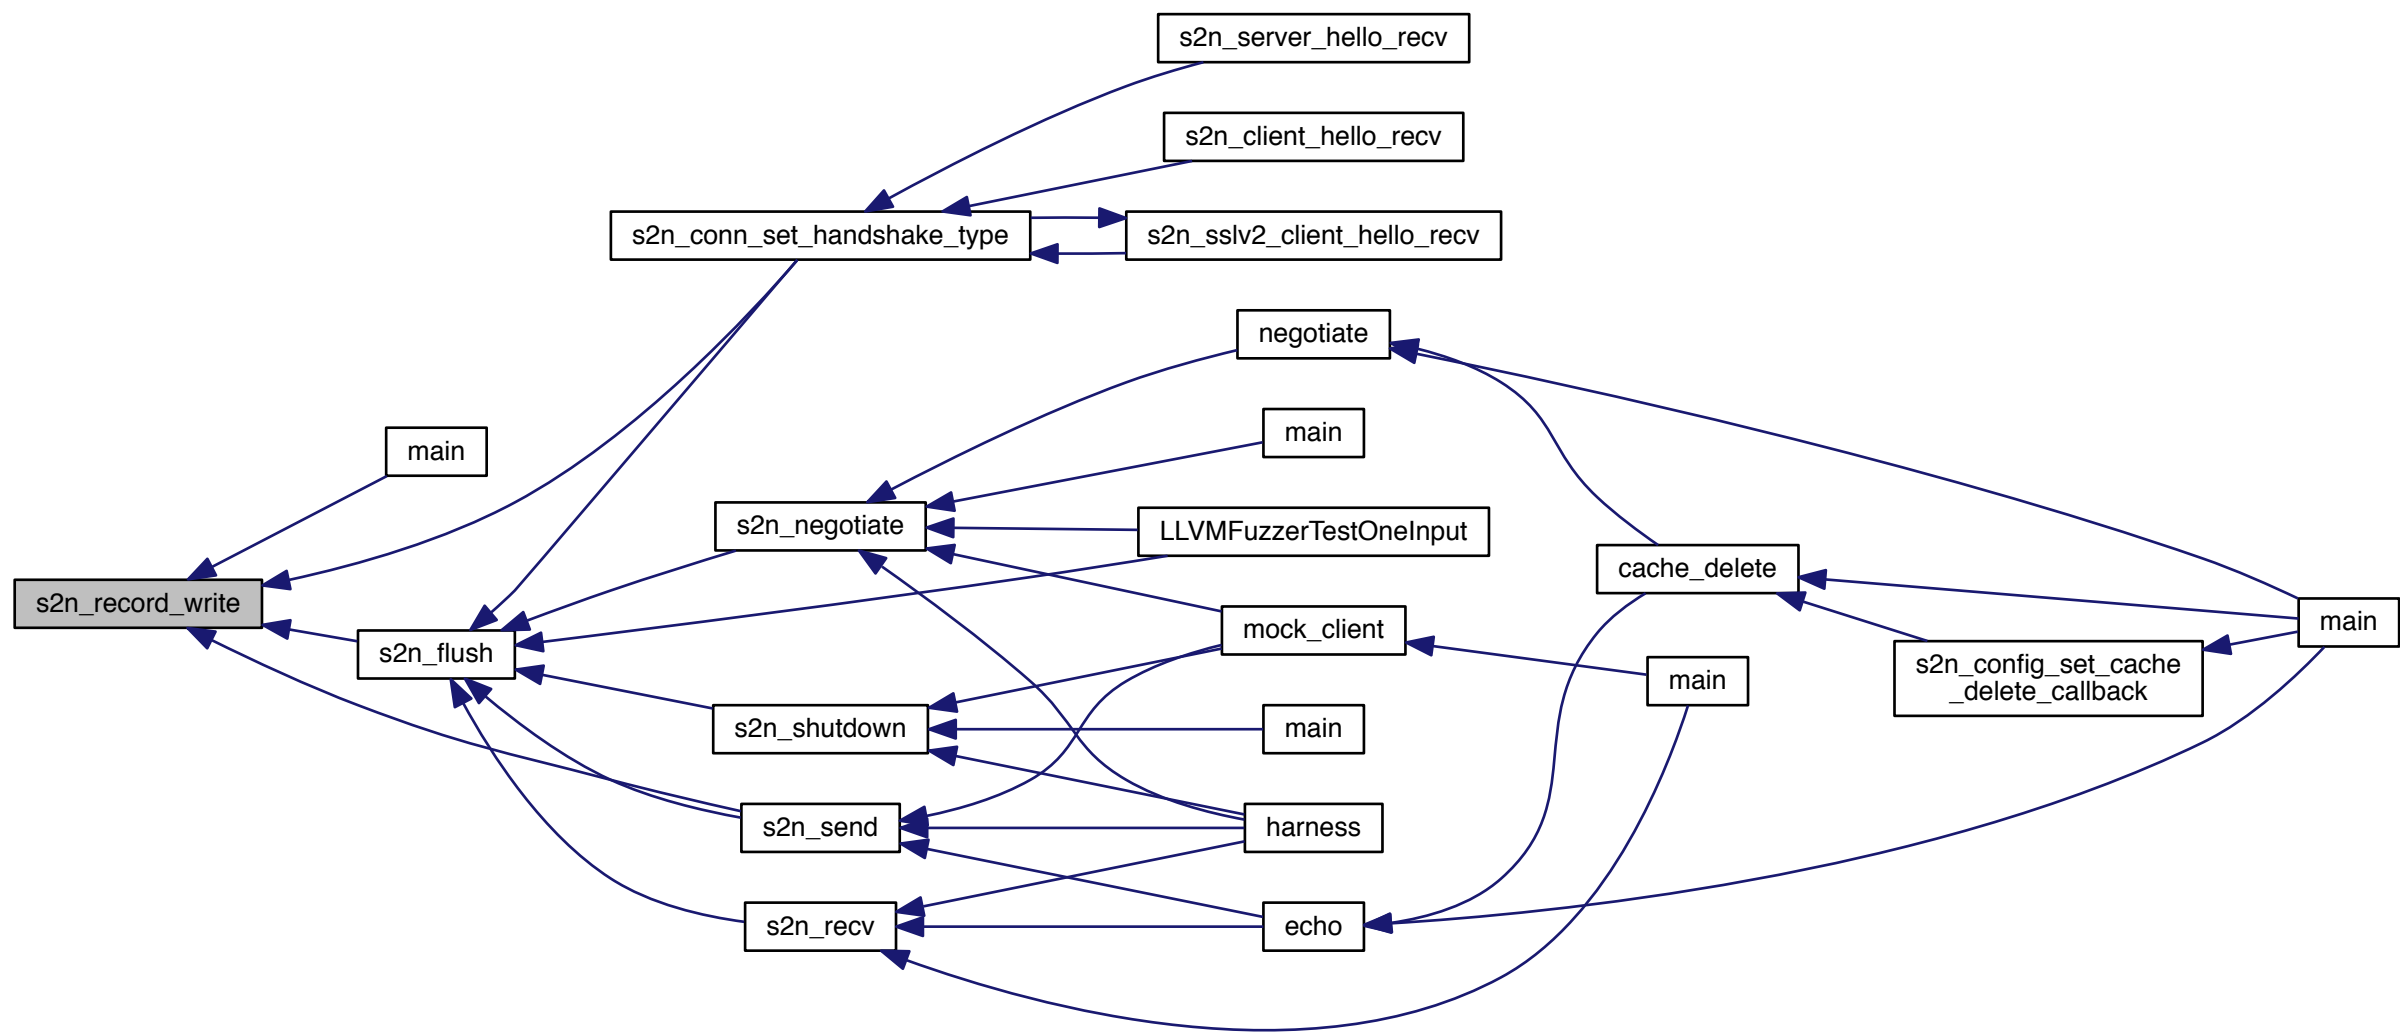 s2n_server_hello_recv
s2n_client_hello_recv
s2n_conn_set_handshake_type
s2n_sslv2_client_hello_recv
negotiate
main
main
s2n_negotiate
LLVMFuzzerTestOneInput
cache_delete
s2n_record_write
main
mock_client
s2n_flush
s2n_config_set_cache
_delete_callback
main
s2n_shutdown
main
s2n_send
harness
s2n_recv
echo